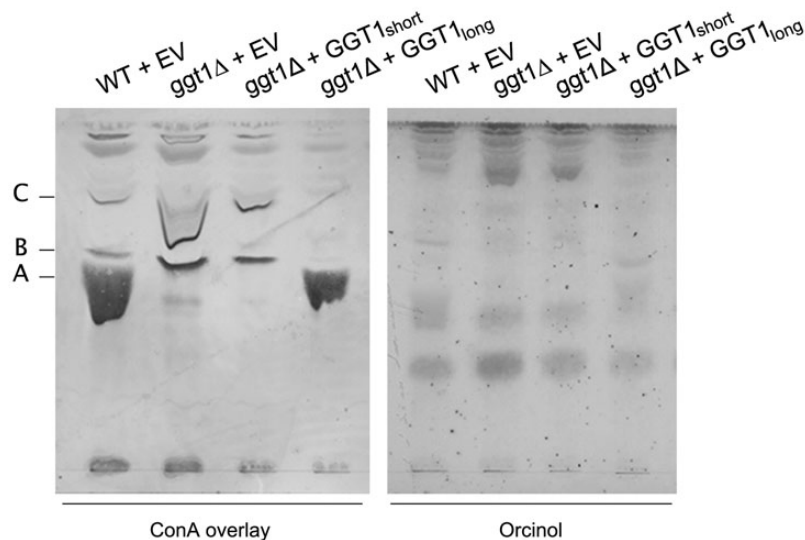 WT + EV
ggt1Δ + EV
ggt1Δ + GGT1short
ggt1Δ + GGT1long
WT + EV
ggt1Δ + EV
ggt1Δ + GGT1short
ggt1Δ + GGT1long
C
B
A
ConA overlay
Orcinol